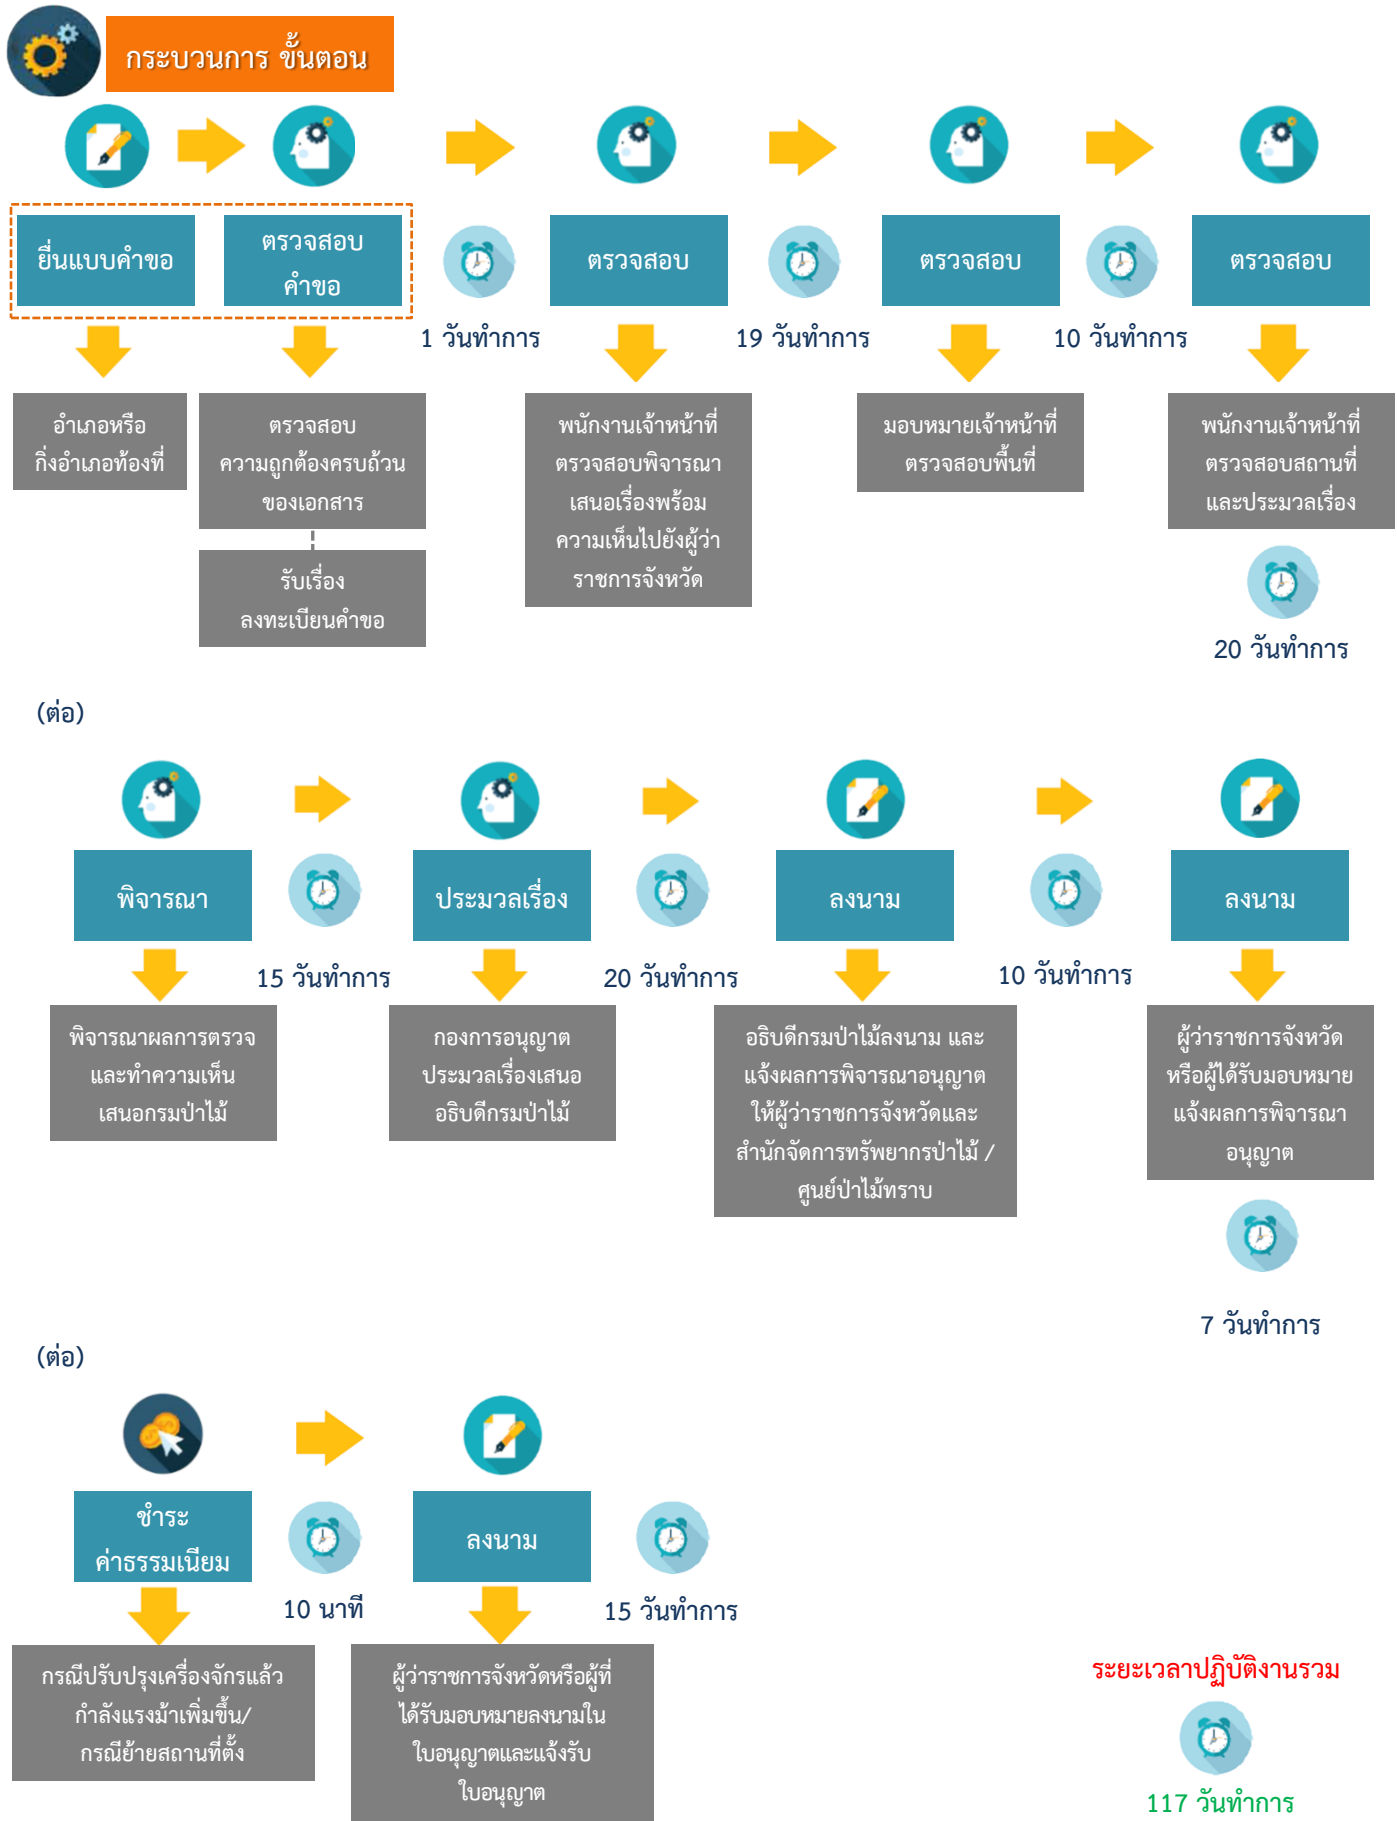 กระบวนการ ขั้นตอน
ยื่นแบบคำขอ
ตรวจสอบ
คำขอ
1 วันทำการ
ตรวจสอบ
19 วันทำการ
ตรวจสอบ
10 วันทำการ
ตรวจสอบ
อำเภอหรือ
กิ่งอำเภอท้องที่
ตรวจสอบ
ความถูกต้องครบถ้วน
ของเอกสาร
รับเรื่อง
ลงทะเบียนคำขอ
พนักงานเจ้าหน้าที่
ตรวจสอบพิจารณา
เสนอเรื่องพร้อม
ความเห็นไปยังผู้ว่า
ราชการจังหวัด
มอบหมายเจ้าหน้าที่
ตรวจสอบพื้นที่
พนักงานเจ้าหน้าที่
ตรวจสอบสถานที่
และประมวลเรื่อง
20 วันทำการ
(ต่อ)
พิจารณา
15 วันทำการ
ประมวลเรื่อง
20 วันทำการ
ลงนาม
10 วันทำการ
ลงนาม
พิจารณาผลการตรวจ
และทำความเห็น
เสนอกรมป่าไม้
กองการอนุญาต
ประมวลเรื่องเสนอ
อธิบดีกรมป่าไม้
อธิบดีกรมป่าไม้ลงนาม และ
แจ้งผลการพิจารณาอนุญาต
ให้ผู้ว่าราชการจังหวัดและ
สำนักจัดการทรัพยากรป่าไม้ /
ศูนย์ป่าไม้ทราบ
ผู้ว่าราชการจังหวัด
หรือผู้ได้รับมอบหมาย
แจ้งผลการพิจารณา
อนุญาต
7 วันทำการ
(ต่อ)
ชำระ
ค่าธรรมเนียม
10 นาที
ลงนาม
15 วันทำการ
กรณีปรับปรุงเครื่องจักรแล้ว
กำลังแรงม้าเพิ่มขึ้น/
กรณีย้ายสถานที่ตั้ง
ผู้ว่าราชการจังหวัดหรือผู้ที่
ได้รับมอบหมายลงนามใน
ใบอนุญาตและแจ้งรับ
ใบอนุญาต
ระยะเวลาปฏิบัติงานรวม
117 วันทำการ